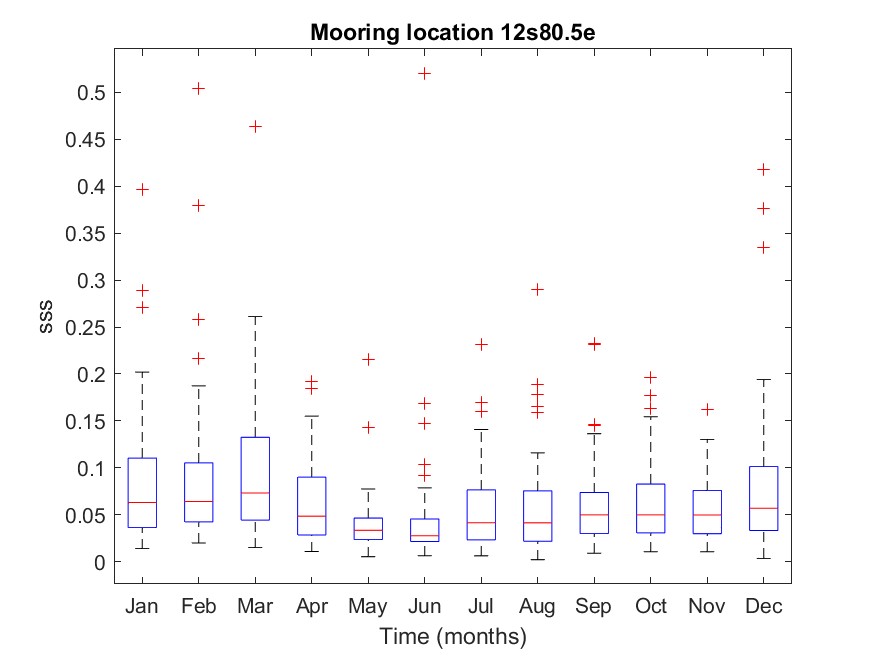 Mooring location 12s80.5e
0.5
0.45
0.4
0.35
0.3
0.25
0.2
0.15
0.1
0.05
0
sss
Jan Feb Mar Apr May Jun Jul Aug Sep Oct Nov Dec
Time (months)